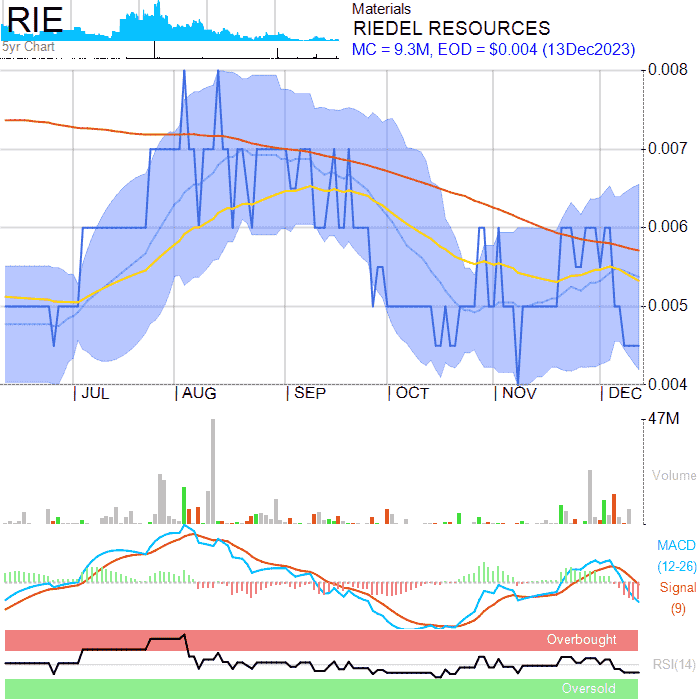 RIE
5yr Chart
Materials
RIEDEL RESOURCES
MC = 9.3M, EOD = $0.004 (13Dec2023)
0.008
0.007
0.006
0.005
0.004
JUL AUG SEP OCT NOV DEC
47M
Volume
MACD
(12-26)
Signal
(9)
Overbought
RSI(14)
Oversold